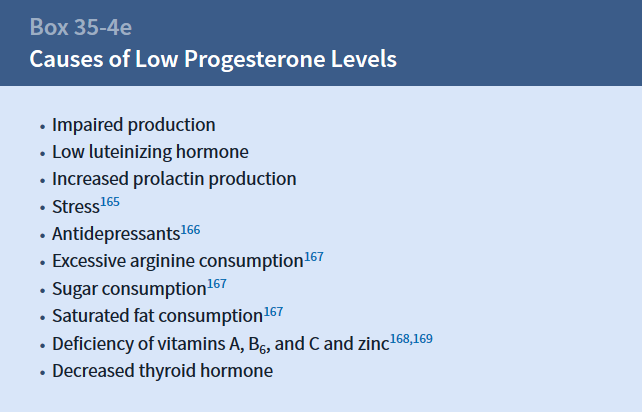 Box 35-4e
Causes of Low Progesterone Levels
• Impaired production
• Low luteinizing hormone
• Increased prolactin production
• Stress165
• Antidepressants166
• Excessive arginine consumption167
• Sugar consumption167
• Saturated fat consumption167
• Deficiency of vitamins A, B6, and C and zinc168,169
• Decreased thyroid hormone